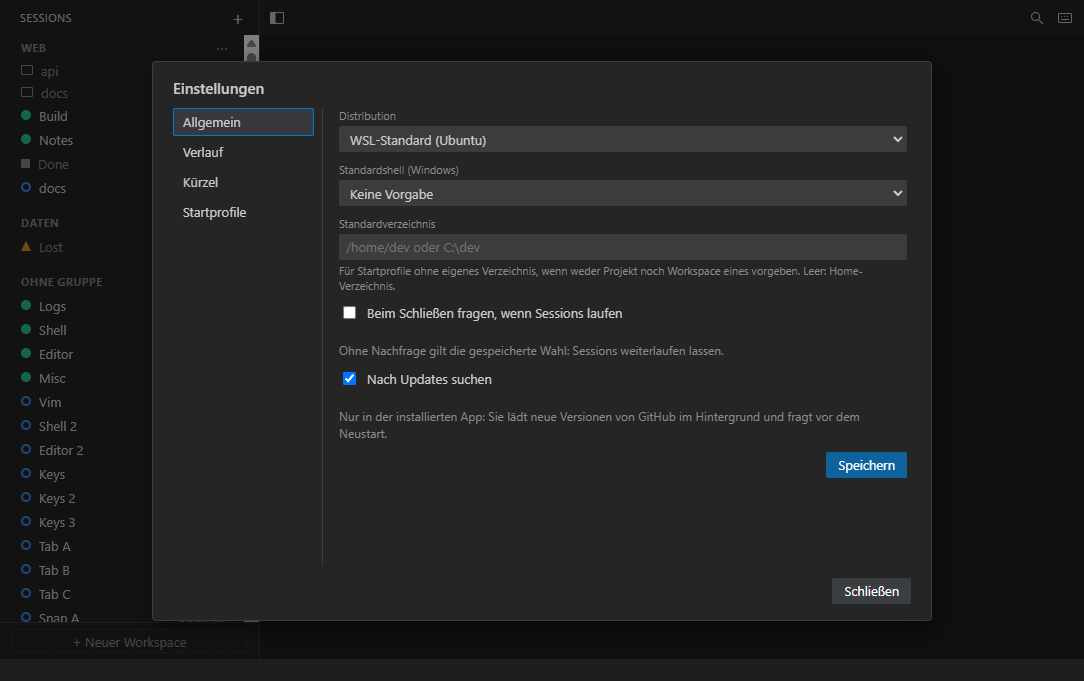 SESSIONS
+
WEB
...
api
docs
Build
Notes
Done
docs
DATEN
Lost
OHNE GRUPPE
Logs
Shell
Editor
Misc
Vim
Shell 2
Editor 2
Keys
Keys 2
Keys 3
Tab A
Tab B
Tab C
Snap A
+ Neuer Workspace
Einstellungen
Allgemein
Verlauf
Kürzel
Startprofile
Distribution
WSL-Standard (Ubuntu)
Standardshell (Windows)
Keine Vorgabe
Standardverzeichnis
/home/dev oder C:\dev
Für Startprofile ohne eigenes Verzeichnis, wenn weder Projekt noch Workspace eines vorgeben. Leer: Home-
Verzeichnis.
Beim Schließen fragen, wenn Sessions laufen
Ohne Nachfrage gilt die gespeicherte Wahl: Sessions weiterlaufen lassen.
Nach Updates suchen
Nur in der installierten App: Sie lädt neue Versionen von GitHub im Hintergrund und fragt vor dem
Neustart.
Speichern
Schließen